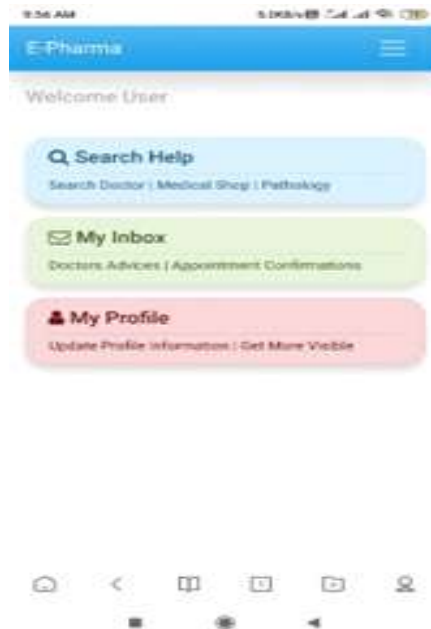 9:56 AM
E-Pharma
Welcome User
Search Help
Search Doctor | Medical Shop | Pathology
My Inbox
Doctors Advices | Appointment Confirmations
My Profile
Update Profile Information | Get More Visible